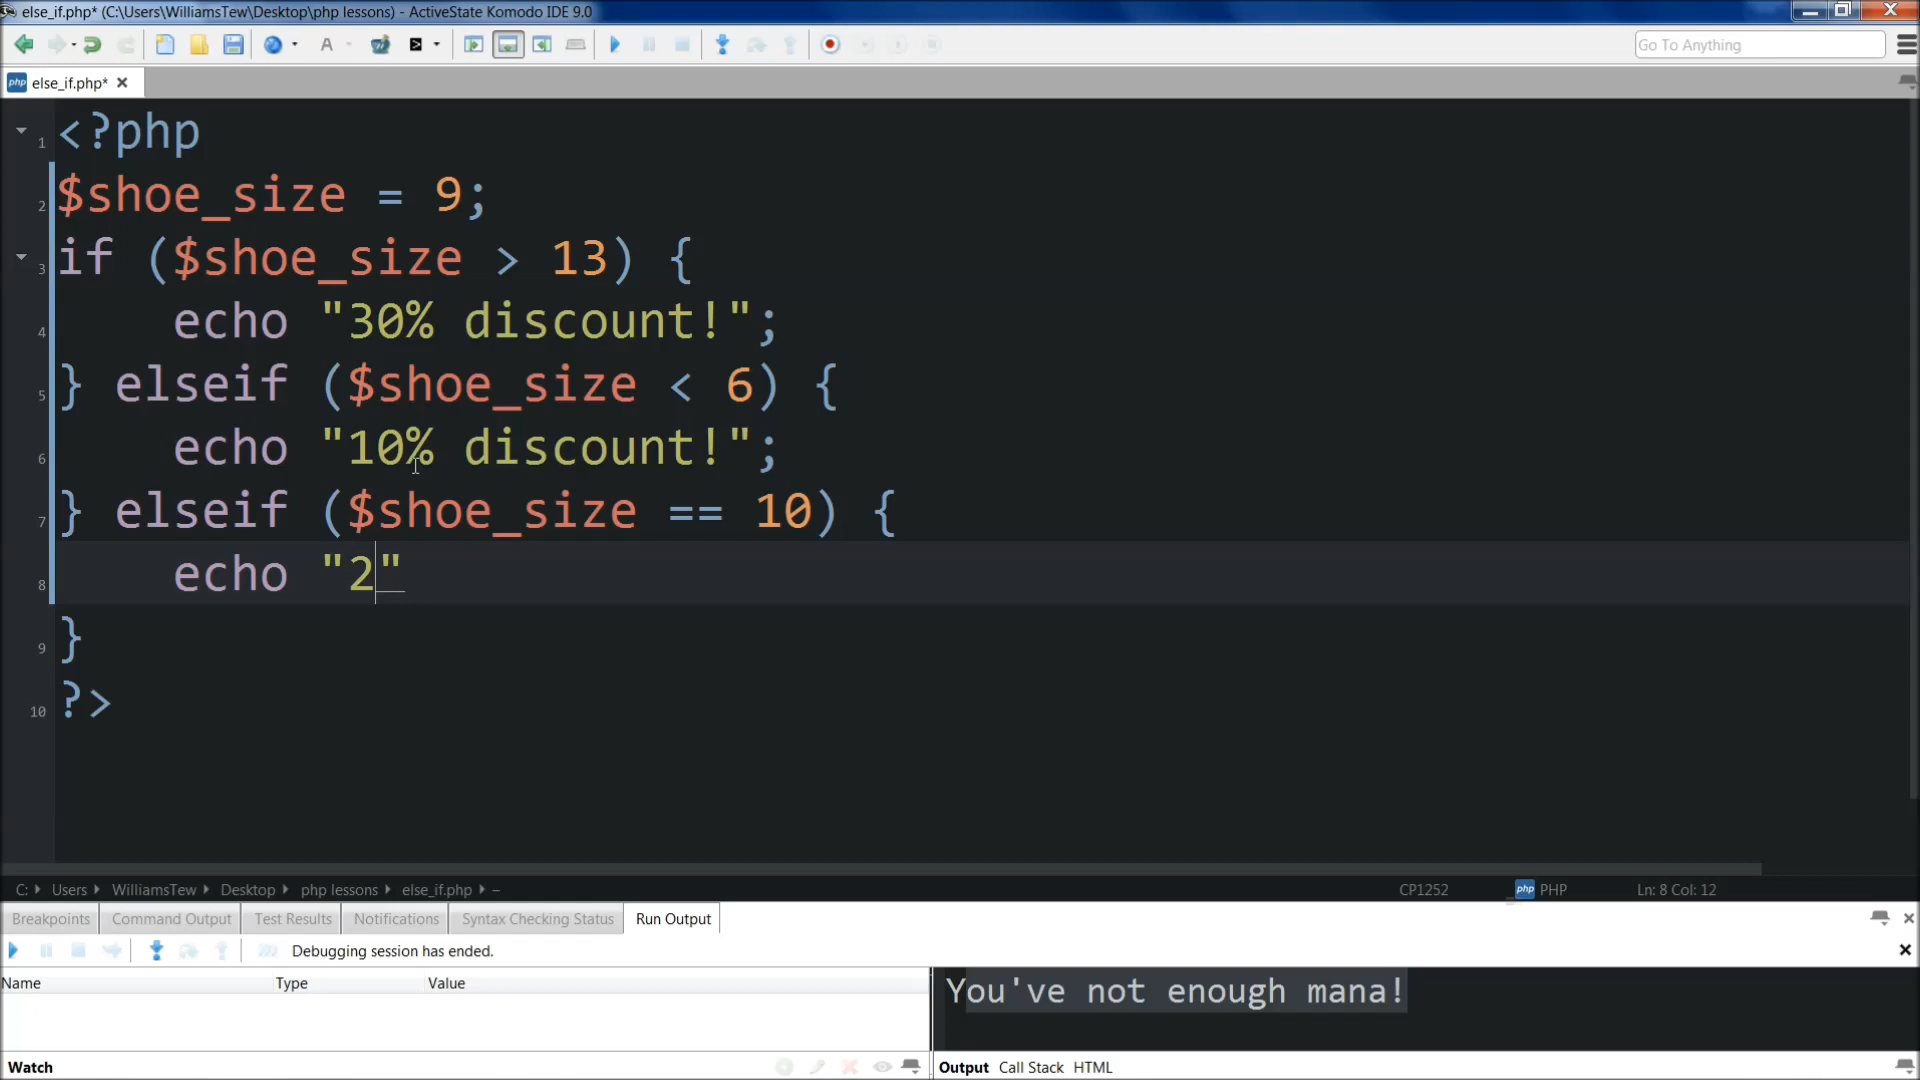 else_if.php* (C:\Users\WilliamsTew\Desktop\php lessons) - ActiveState Komodo IDE 9.0
Go To Anything
php else_if.php*
1 <?php
2 $shoe_size = 9;
3 if ($shoe_size > 13) {
4 echo "30% discount!";
5 } elseif ($shoe_size < 6) {
6 echo "10% discount!";
7 } elseif ($shoe_size == 10) {
8 echo "2"
9 }
10 ?>
C: Users WilliamsTew Desktop php lessons else_if.php – CP1252 php PHP Ln: 8 Col: 12
Breakpoints Command Output Test Results Notifications Syntax Checking Status Run Output
Debugging session has ended.
Name Type Value
You've not enough mana!
Watch Output Call Stack HTML